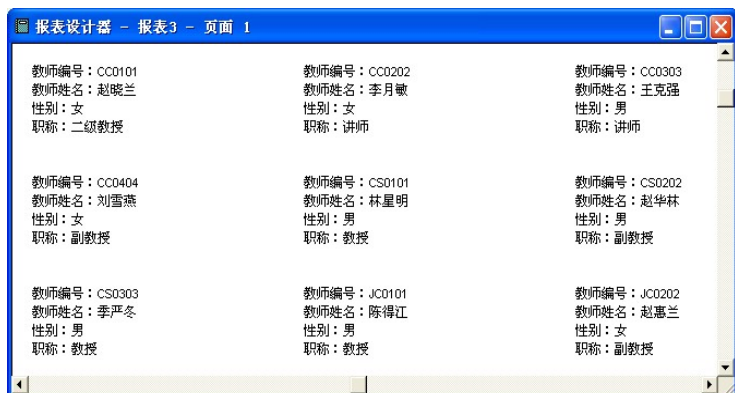 报表设计器 - 报表3 - 页面 1
教师编号：CC0101
教师姓名：赵晓兰
性别：女
职称：二级教授
教师编号：CC0202
教师姓名：李月敏
性别：女
职称：讲师
教师编号：CC0303
教师姓名：王克强
性别：男
职称：讲师
教师编号：CC0404
教师姓名：刘雪燕
性别：女
职称：副教授
教师编号：CS0101
教师姓名：林星明
性别：男
职称：教授
教师编号：CS0202
教师姓名：赵华林
性别：男
职称：副教授
教师编号：CS0303
教师姓名：季严冬
性别：男
职称：教授
教师编号：JC0101
教师姓名：陈得江
性别：男
职称：教授
教师编号：JC0202
教师姓名：赵惠兰
性别：女
职称：副教授